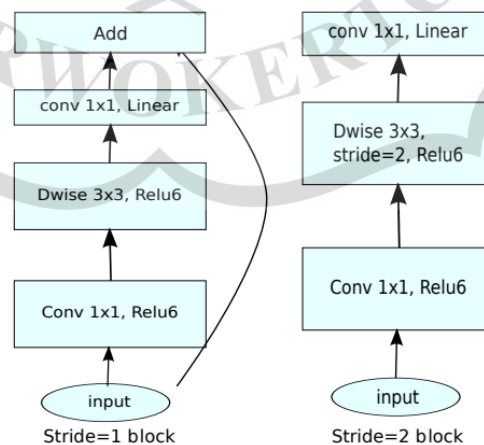 Add
conv 1x1, Linear
Dwise 3x3, Relu6
Conv 1x1, Relu6
input
Stride=1 block
conv 1x1, Linear
Dwise 3x3,
stride=2, Relu6
Conv 1x1, Relu6
input
Stride=2 block